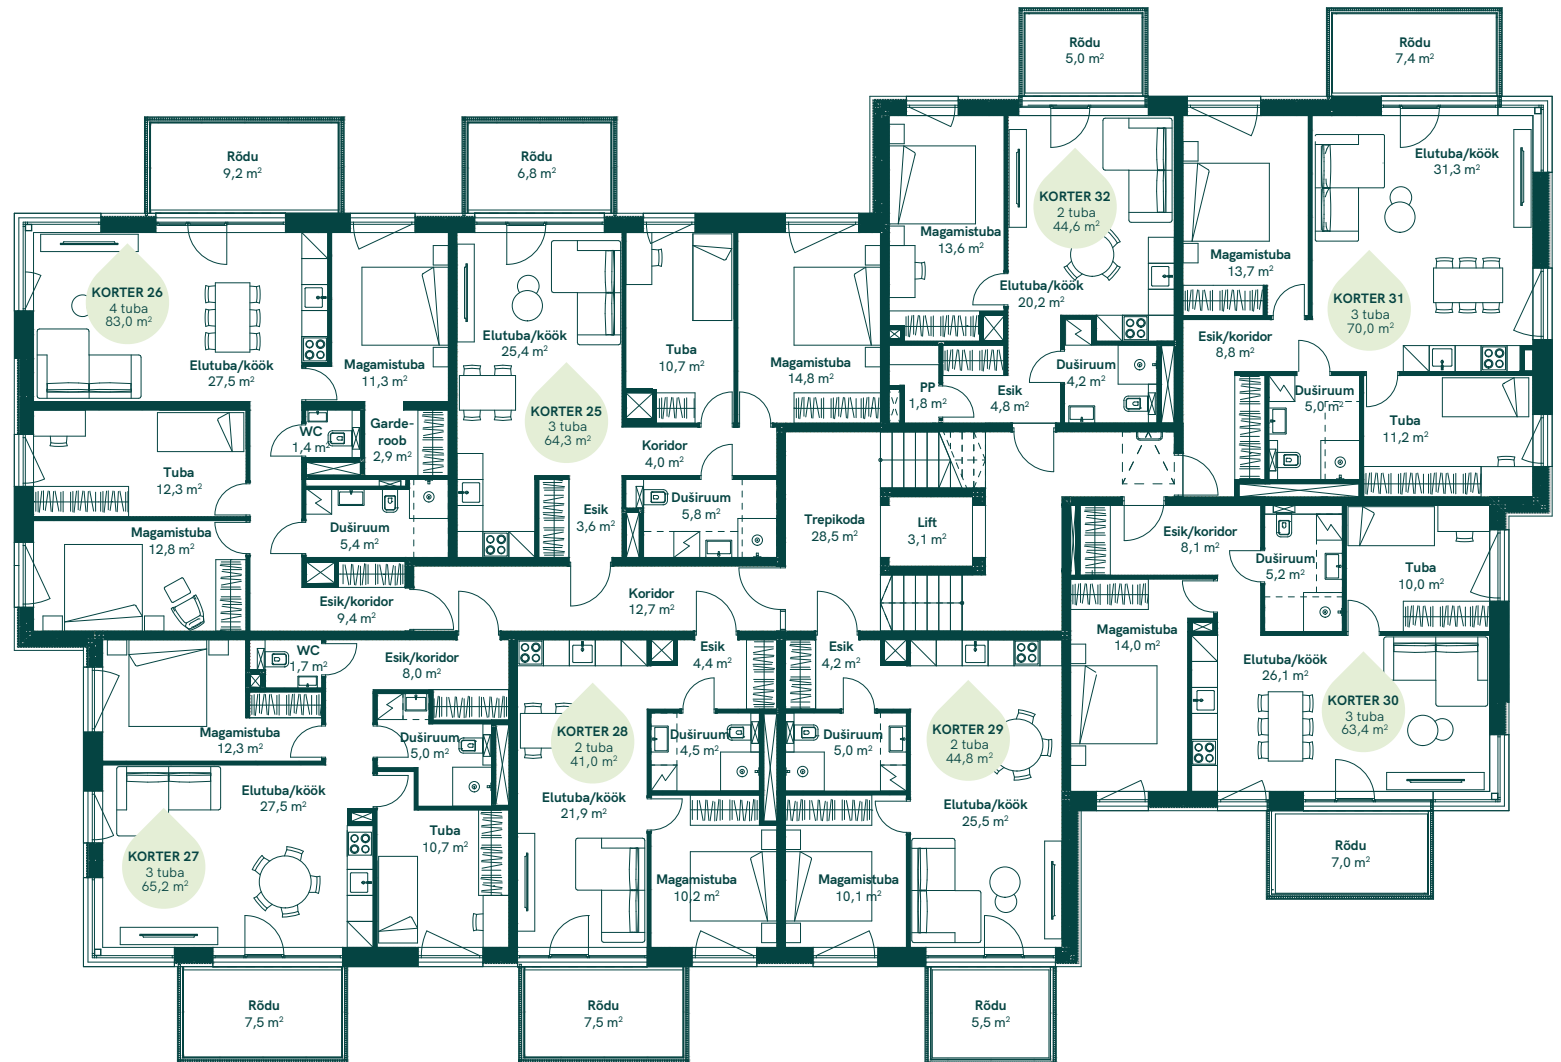 Rõdu
5,0 m²
Rõdu
7,4 m²
Rõdu
9,2 m²
Rõdu
6,8 m²
KORTER 26
4 tuba
83,0 m²
Elutuba/köök
27,5 m²
Magamistuba
11,3 m²
WC
1,4 m²
Garde-
roob
2,9 m²
Tuba
12,3 m²
Duširuum
5,4 m²
Magamistuba
12,8 m²
Esik/koridor
9,4 m²
Elutuba/köök
25,4 m²
KORTER 25
3 tuba
64,3 m²
Tuba
10,7 m²
Magamistuba
14,8 m²
Koridor
4,0 m²
Esik
3,6 m²
Duširuum
5,8 m²
Koridor
12,7 m²
Trepikoda
28,5 m²
Lift
3,1 m²
KORTER 32
2 tuba
44,6 m²
Magamistuba
13,6 m²
Elutuba/köök
20,2 m²
Duširuum
4,2 m²
PP
1,8 m²
Esik
4,8 m²
Elutuba/köök
31,3 m²
Magamistuba
13,7 m²
KORTER 31
3 tuba
70,0 m²
Esik/koridor
8,8 m²
Duširuum
5,0 m²
Tuba
11,2 m²
Esik/koridor
8,1 m²
Duširuum
5,2 m²
Tuba
10,0 m²
Magamistuba
14,0 m²
Elutuba/köök
26,1 m²
KORTER 30
3 tuba
63,4 m²
Rõdu
7,0 m²
WC
1,7 m²
Esik/koridor
8,0 m²
Magamistuba
12,3 m²
Duširuum
5,0 m²
Elutuba/köök
27,5 m²
Tuba
10,7 m²
KORTER 27
3 tuba
65,2 m²
Esik
4,4 m²
KORTER 28
2 tuba
41,0 m²
Duširuum
4,5 m²
Elutuba/köök
21,9 m²
Magamistuba
10,2 m²
Esik
4,2 m²
Duširuum
5,0 m²
KORTER 29
2 tuba
44,8 m²
Elutuba/köök
25,5 m²
Magamistuba
10,1 m²
Rõdu
7,5 m²
Rõdu
7,5 m²
Rõdu
5,5 m²